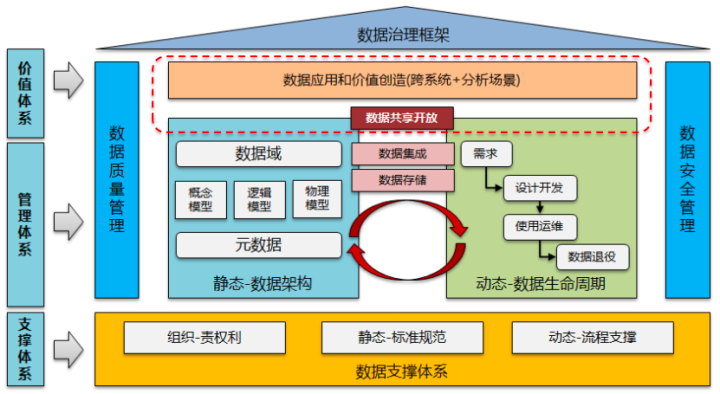 数据治理框架
价值体系
数据应用和价值创造(跨系统+分析场景)
数据共享开放
数据质量管理
数据安全管理
管理体系
数据域
概念
模型
逻辑
模型
物理
模型
元数据
静态-数据架构
数据集成
数据存储
需求
设计开发
使用运维
数据退役
动态-数据生命周期
支撑体系
组织-责权利
静态-标准规范
动态-流程支撑
数据支撑体系